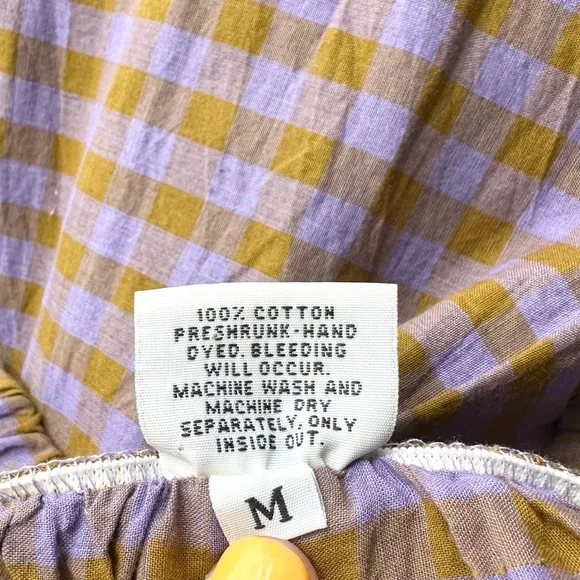 100% COTTON
PRESHRUNK-HAND
DYED. BLEEDING
WILL OCCUR.
MACHINE WASH AND
MACHINE DRY
SEPARATELY, ONLY
INSIDE OUT.
M